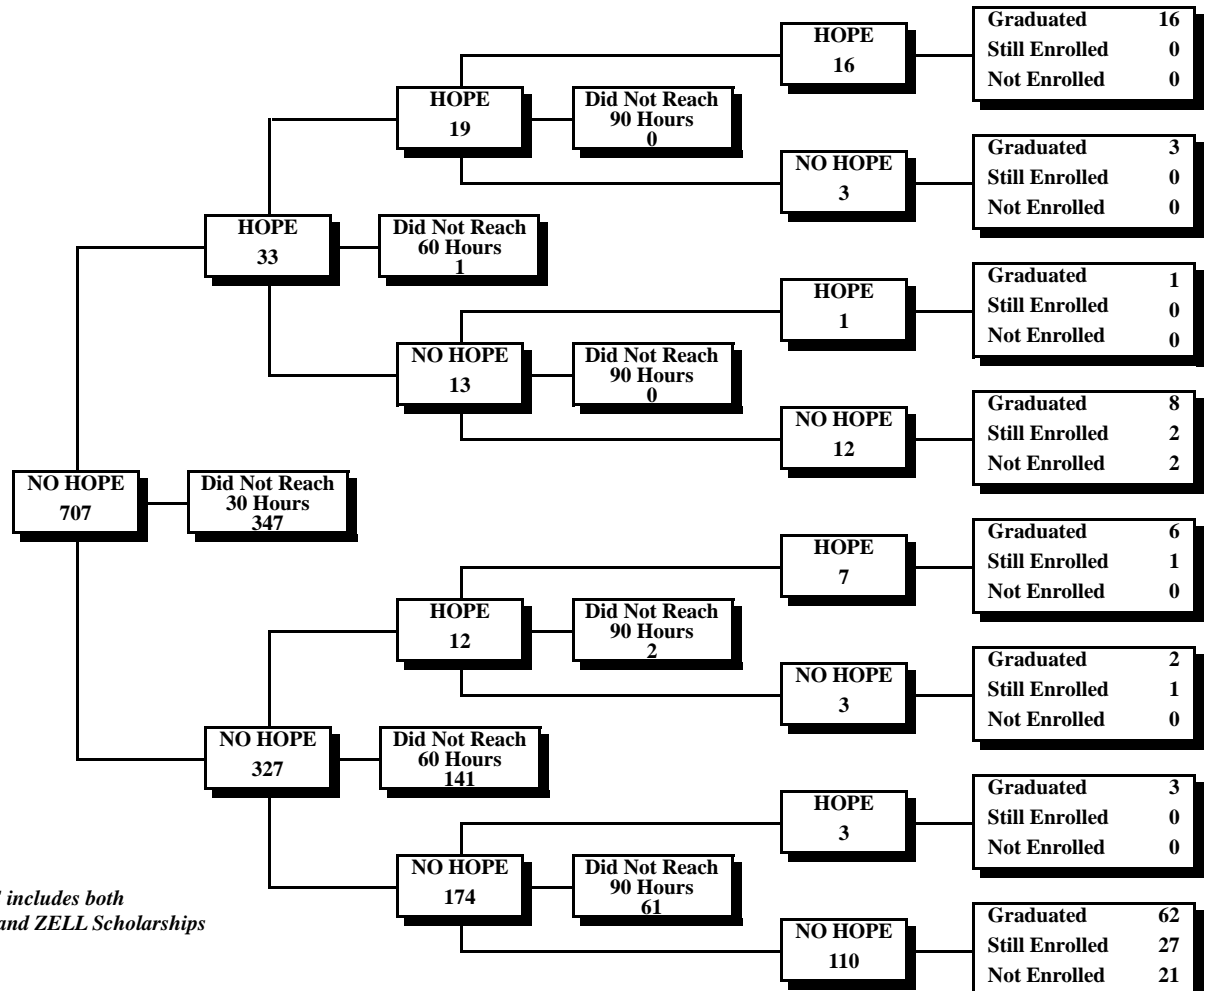 Graduated 16
HOPE
Still Enrolled 0
16
Not Enrolled 0
HOPE
19
Did Not Reach
90 Hours
0
Graduated 3
NO HOPE
Still Enrolled 0
3
Not Enrolled 0
HOPE
33
Did Not Reach
60 Hours
1
Graduated 1
HOPE
Still Enrolled 0
1
Not Enrolled 0
NO HOPE
13
Did Not Reach
90 Hours
0
Graduated 8
NO HOPE
Still Enrolled 2
12
Not Enrolled 2
NO HOPE
707
Did Not Reach
30 Hours
347
Graduated 6
HOPE
Still Enrolled 1
7
Not Enrolled 0
HOPE
12
Did Not Reach
90 Hours
2
Graduated 2
NO HOPE
Still Enrolled 1
3
Not Enrolled 0
NO HOPE
327
Did Not Reach
60 Hours
141
Graduated 3
HOPE
Still Enrolled 0
3
Not Enrolled 0
NO HOPE
174
Did Not Reach
90 Hours
61
includes both
and ZELL Scholarships
Graduated 62
NO HOPE
Still Enrolled 27
110
Not Enrolled 21